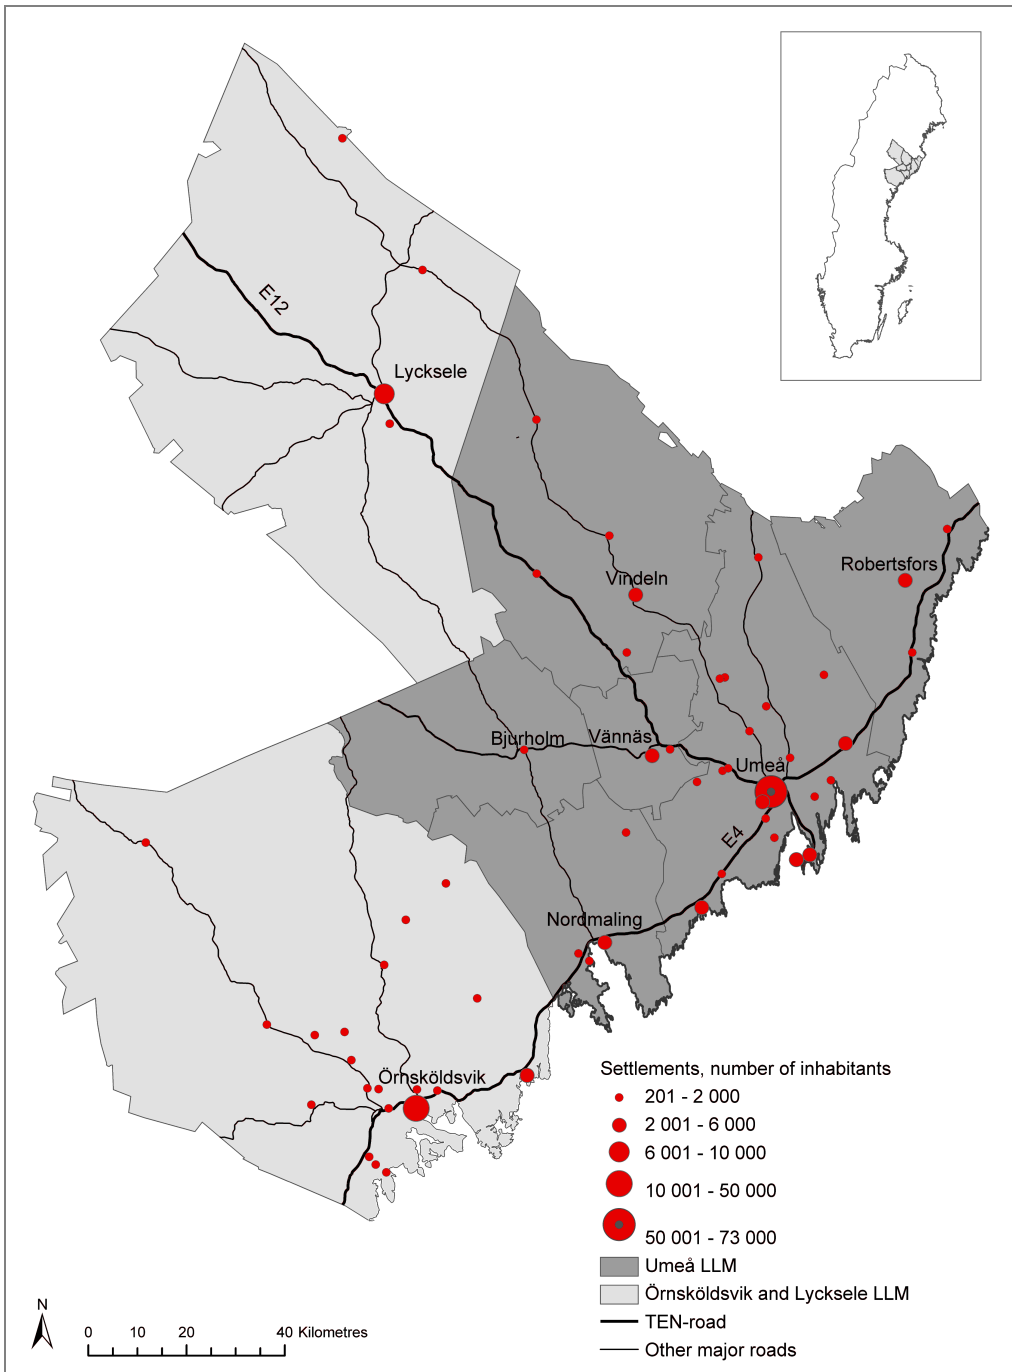 E12
Lycksele
Robertsfors
Vindeln
Bjurholm
Vännäs
Umeå
E4
Nordmaling
Örnsköldsvik
Settlements, number of inhabitants
201 - 2 000
2 001 - 6 000
6 001 - 10 000
10 001 - 50 000
50 001 - 73 000
Umeå LLM
Örnsköldsvik and Lycksele LLM
TEN-road
Other major roads
N
0 10 20 40 Kilometres